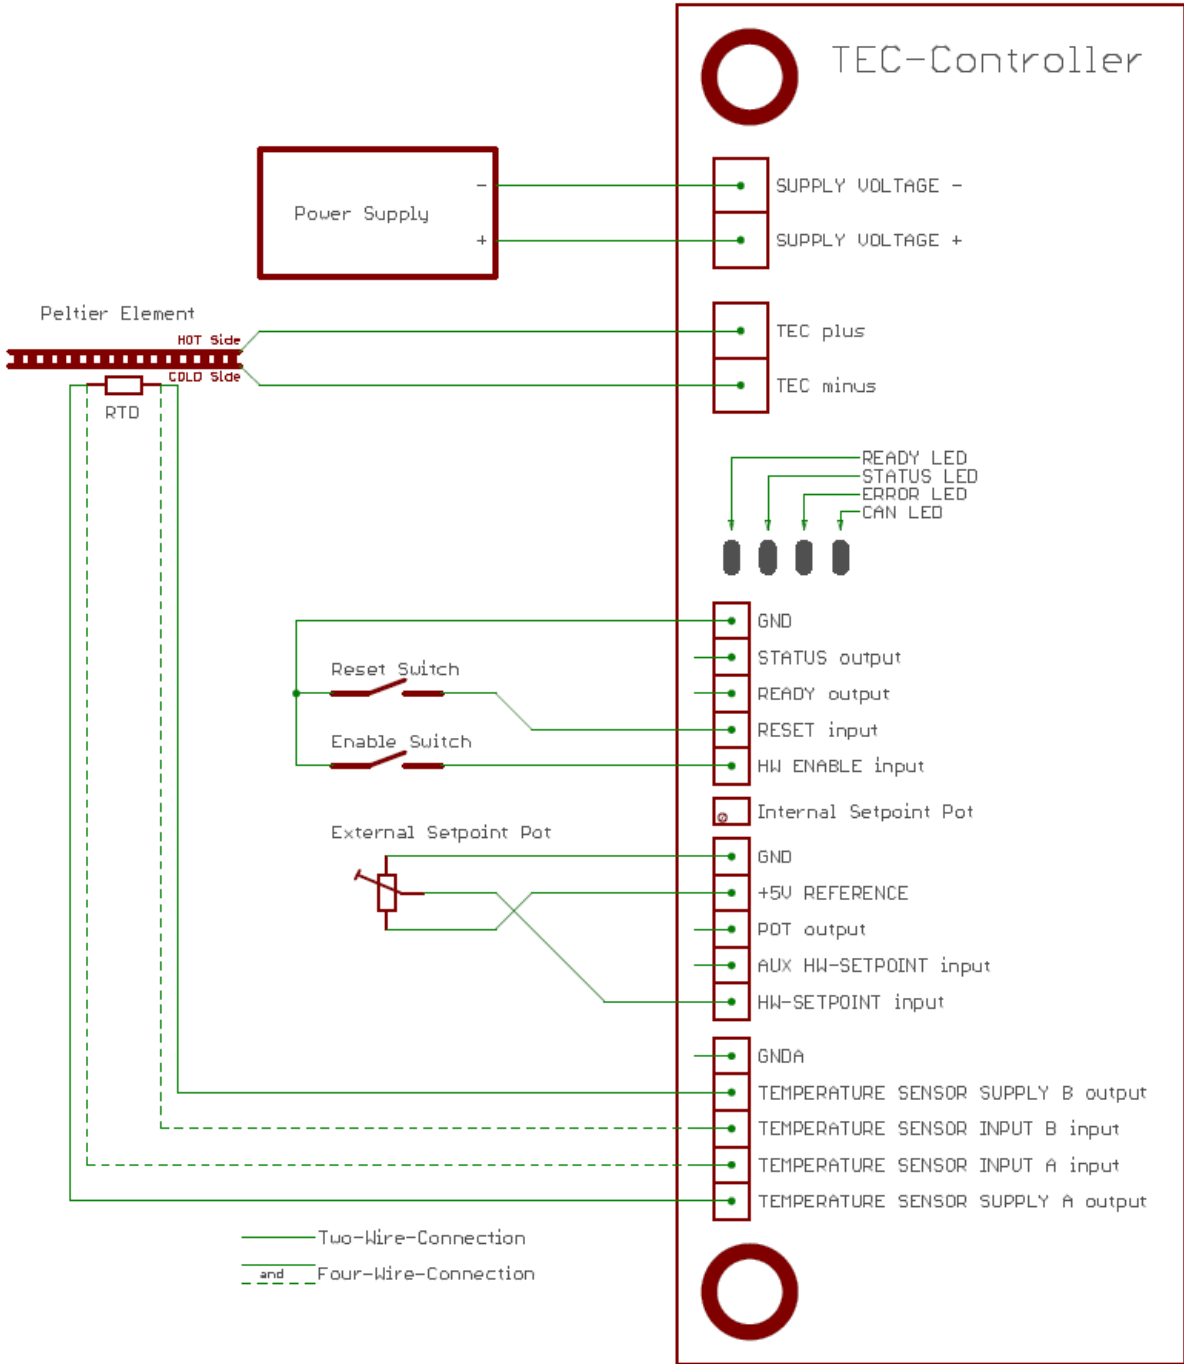 TEC-Controller
-
SUPPLY VOLTAGE -
Power Supply
+
SUPPLY VOLTAGE +
Peltier Element
HOT Side
TEC plus
COLD Side
TEC minus
RTD
READY LED
STATUS LED
ERROR LED
CAN LED
GND
STATUS output
Reset Switch
READY output
RESET input
Enable Switch
HW ENABLE input
Internal Setpoint Pot
External Setpoint Pot
GND
+5V REFERENCE
POT output
AUX HW-SETPOINT input
HW-SETPOINT input
GNDA
TEMPERATURE SENSOR SUPPLY B output
TEMPERATURE SENSOR INPUT B input
TEMPERATURE SENSOR INPUT A input
TEMPERATURE SENSOR SUPPLY A output
Two-Wire-Connection
and Four-Wire-Connection